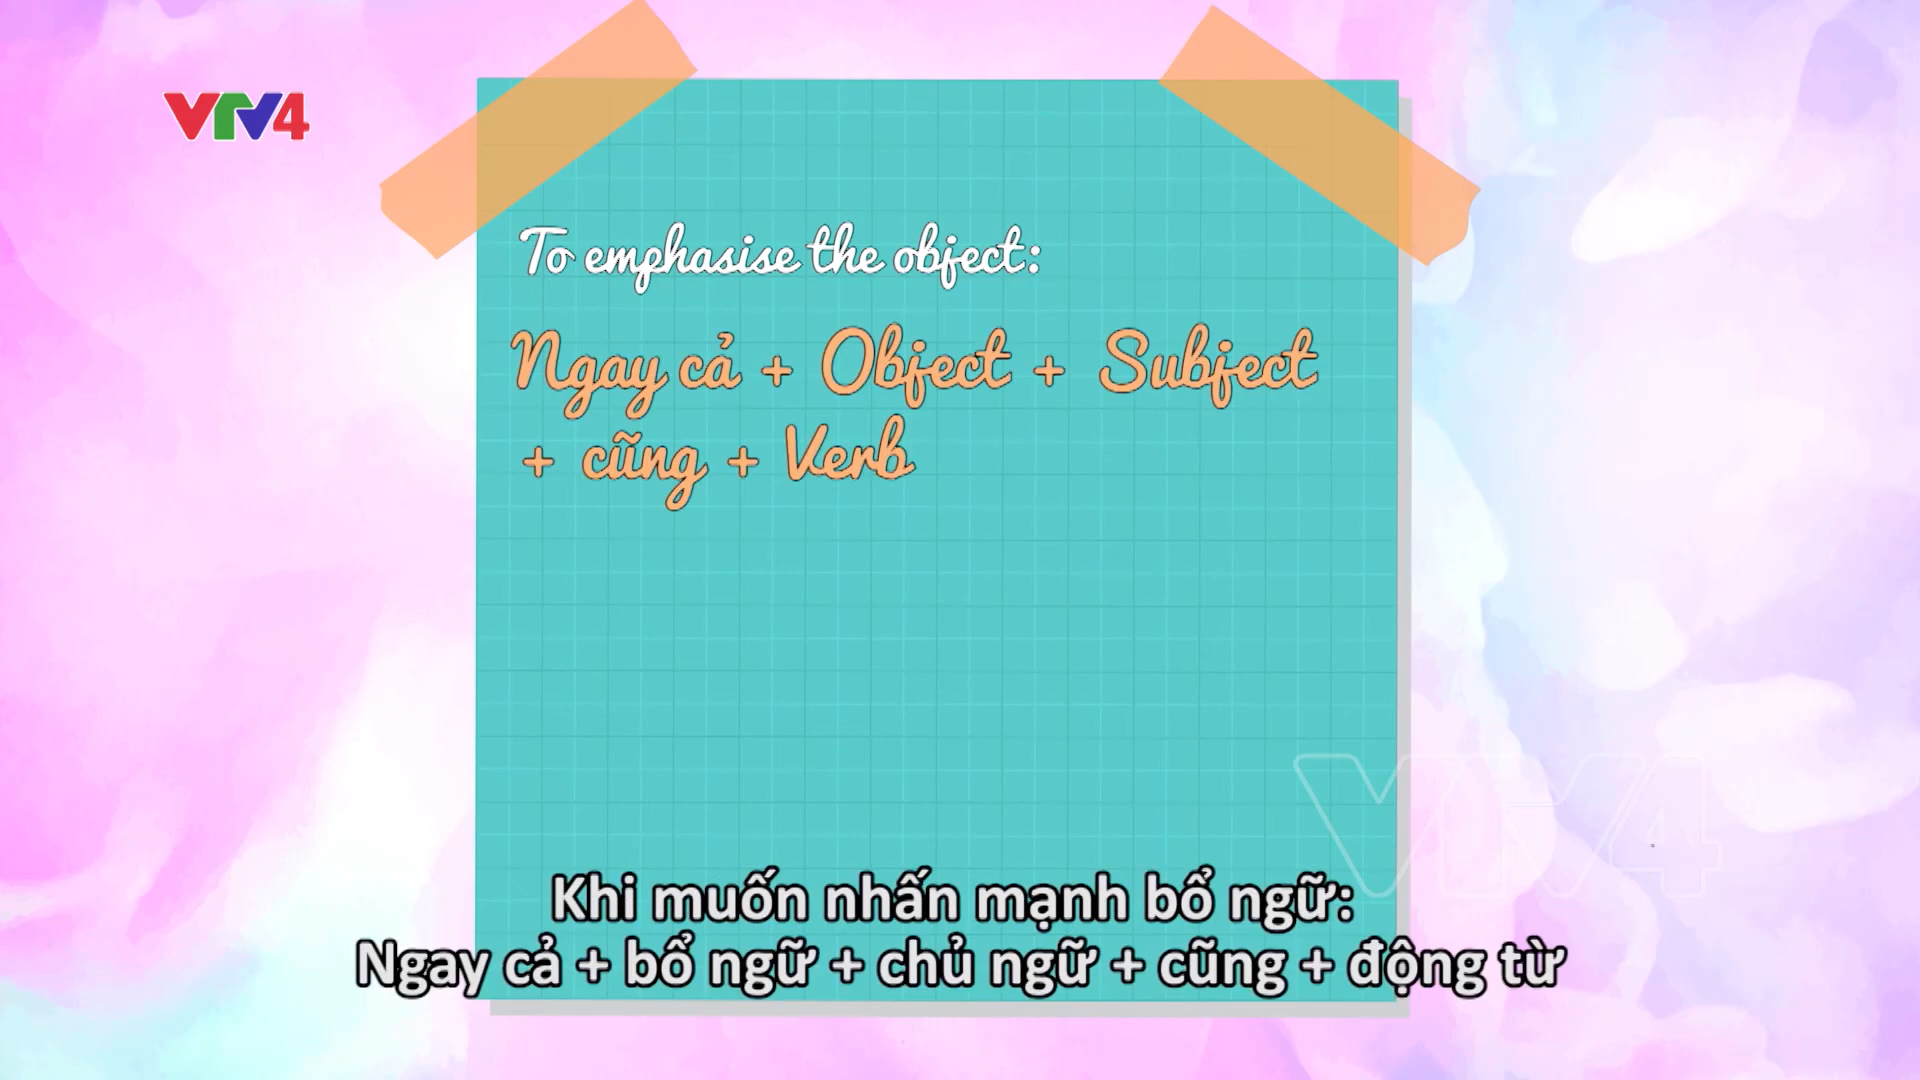 VTV4
To emphasise the object:
Ngay cả + Object + Subject
+ cũng + Verb
VTV4
Khi muốn nhấn mạnh bổ ngữ:
Ngay cả + bổ ngữ + chủ ngữ + cũng + động từ